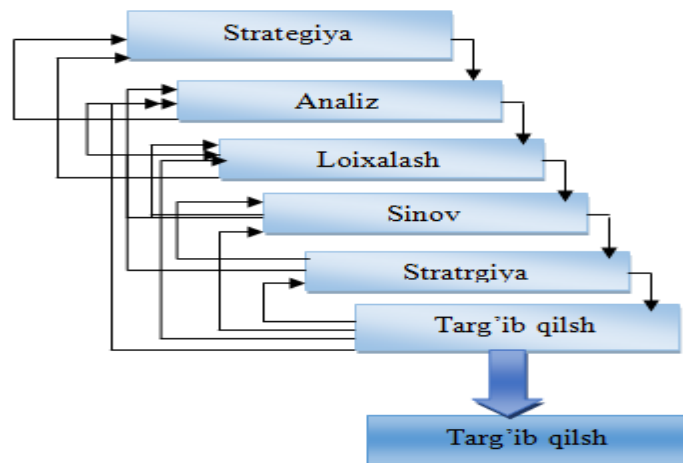 Strategiya
Analiz
Loixalash
Sinov
Stratrgiya
Targ’ib qilsh
Targ’ib qilsh